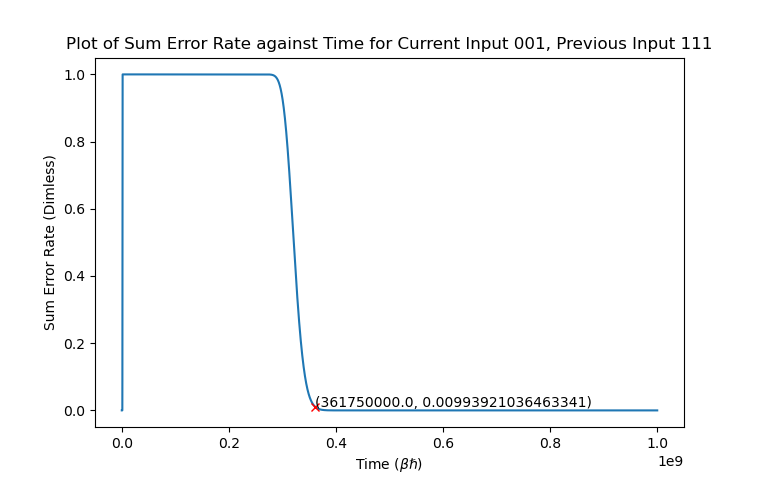 Plot of Sum Error Rate against Time for Current Input 001, Previous Input 111
1.0
0.8
0.6
0.4
0.2
0.0
Sum Error Rate (Dimless)
(361750000.0, 0.00993921036463341)
0.0 0.2 0.4 0.6 0.8 1.0
1e9
Time (βℏ)